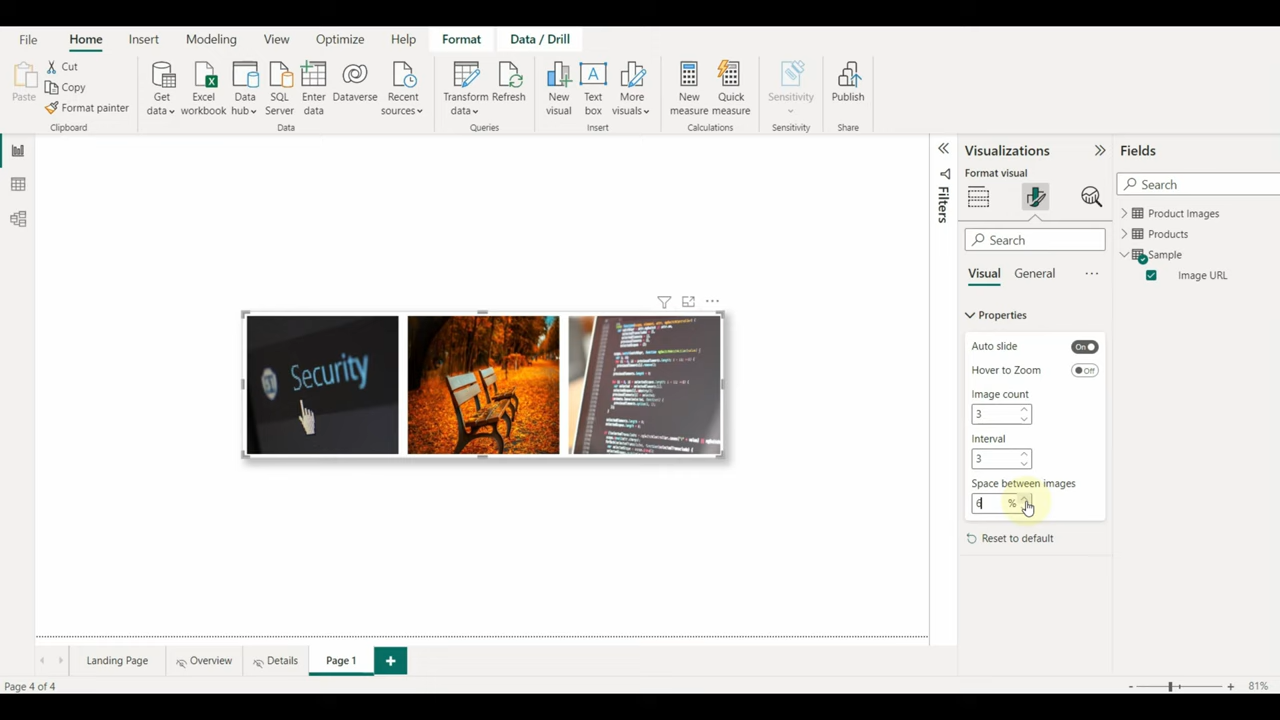 File Home Insert Modeling View Optimize Help Format Data / Drill
Paste
Cut
Copy
Format painter
Clipboard
Get data
Excel workbook
Data hub
SQL Server
Enter data
Dataverse
Recent sources
Data
Transform data
Refresh
Queries
New visual
Text box
More visuals
Insert
New measure
Quick measure
Calculations
Sensitivity
Sensitivity
Publish
Share
Filters
Visualizations
Format visual
Search
Visual General
Properties
Auto slide On
Hover to Zoom Off
Image count
3
Interval
3
Space between images
6 %
Reset to default
Fields
Search
Product Images
Products
Sample
Image URL
Security
Landing Page Overview Details Page 1
Page 4 of 4
81%